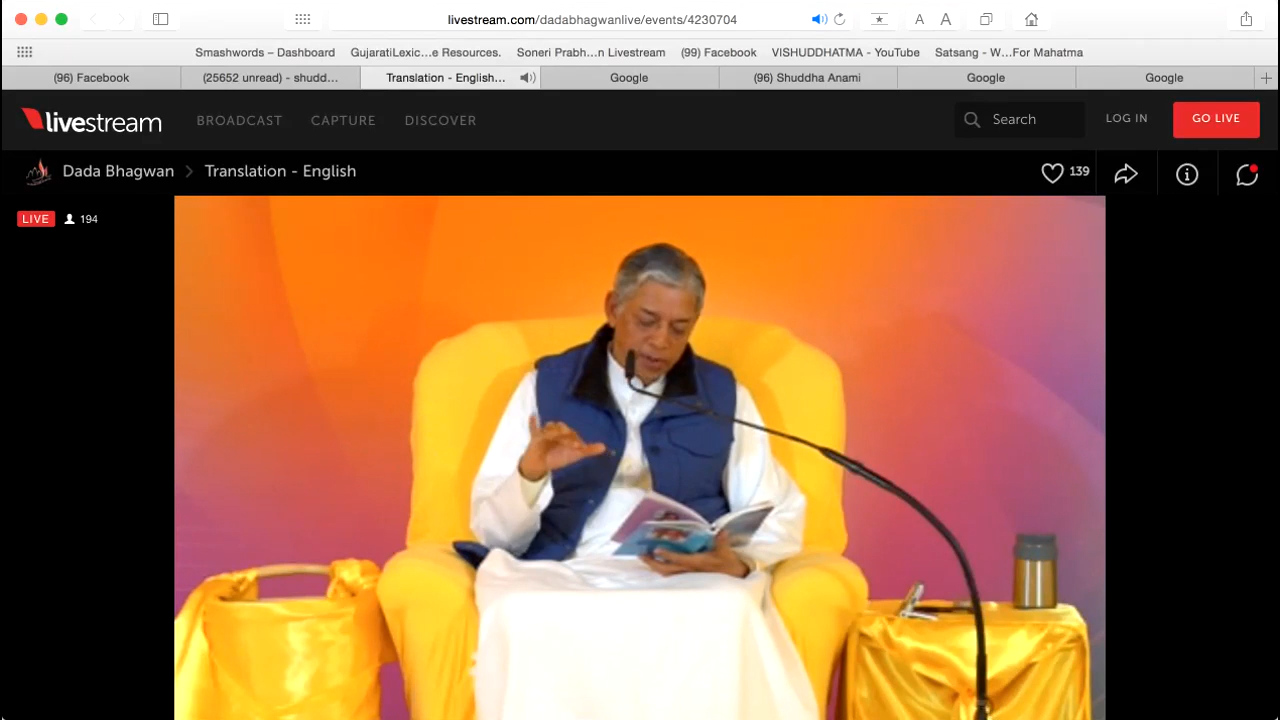 livestream.com/dadabhagwanlive/events/4230704
A A
Smashwords – Dashboard GujaratiLexic...e Resources. Soneri Prabh...n Livestream (99) Facebook VISHUDDHATMA - YouTube Satsang - W...For Mahatma
(96) Facebook (25652 unread) - shudd... Translation - English... Google (96) Shuddha Anami Google Google
livestream BROADCAST CAPTURE DISCOVER Search LOG IN GO LIVE
Dada Bhagwan Translation - English 139
LIVE 194